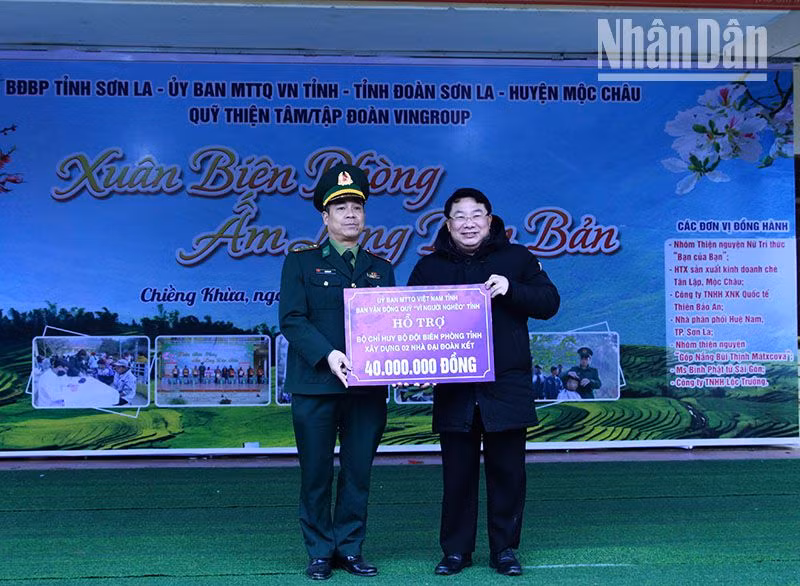 NhânDân
BĐBP TỈNH SƠN LA - ỦY BAN MTTQ VN TỈNH - TỈNH ĐOÀN SƠN LA - HUYỆN MỘC CHÂU
QUỸ THIỆN TÂM/TẬP ĐOÀN VINGROUP
Xuân Biên Phòng
Ấm Bản
Chiềng Khừa,
CÁC ĐƠN VỊ ĐỒNG HÀNH
- Nhóm Thiện nguyện Nữ Trí thức
"Bạn của Bạn";
- HTX sản xuất kinh doanh chè
Tân Lập, Mộc Châu;
- Công ty TNHH XNK Quốc tế
Thiên Bảo An;
- Nhà phân phối Huệ Nam,
TP. Sơn La;
- Nhóm thiện nguyện
"Góp Nắng Bùi Thịnh Mátxcơva";
- Ms Bình Phật tử Sài Gòn;
- Công ty TNHH Lộc Trường.
ỦY BAN MTTQ VIỆT NAM TỈNH
BAN VẬN ĐỘNG QUỸ "VÌ NGƯỜI NGHÈO" TỈNH
HỖ TRỢ
BỘ CHỈ HUY BỘ ĐỘI BIÊN PHÒNG TỈNH
XÂY DỰNG 02 NHÀ ĐẠI ĐOÀN KẾT
40.000.000 ĐỒNG